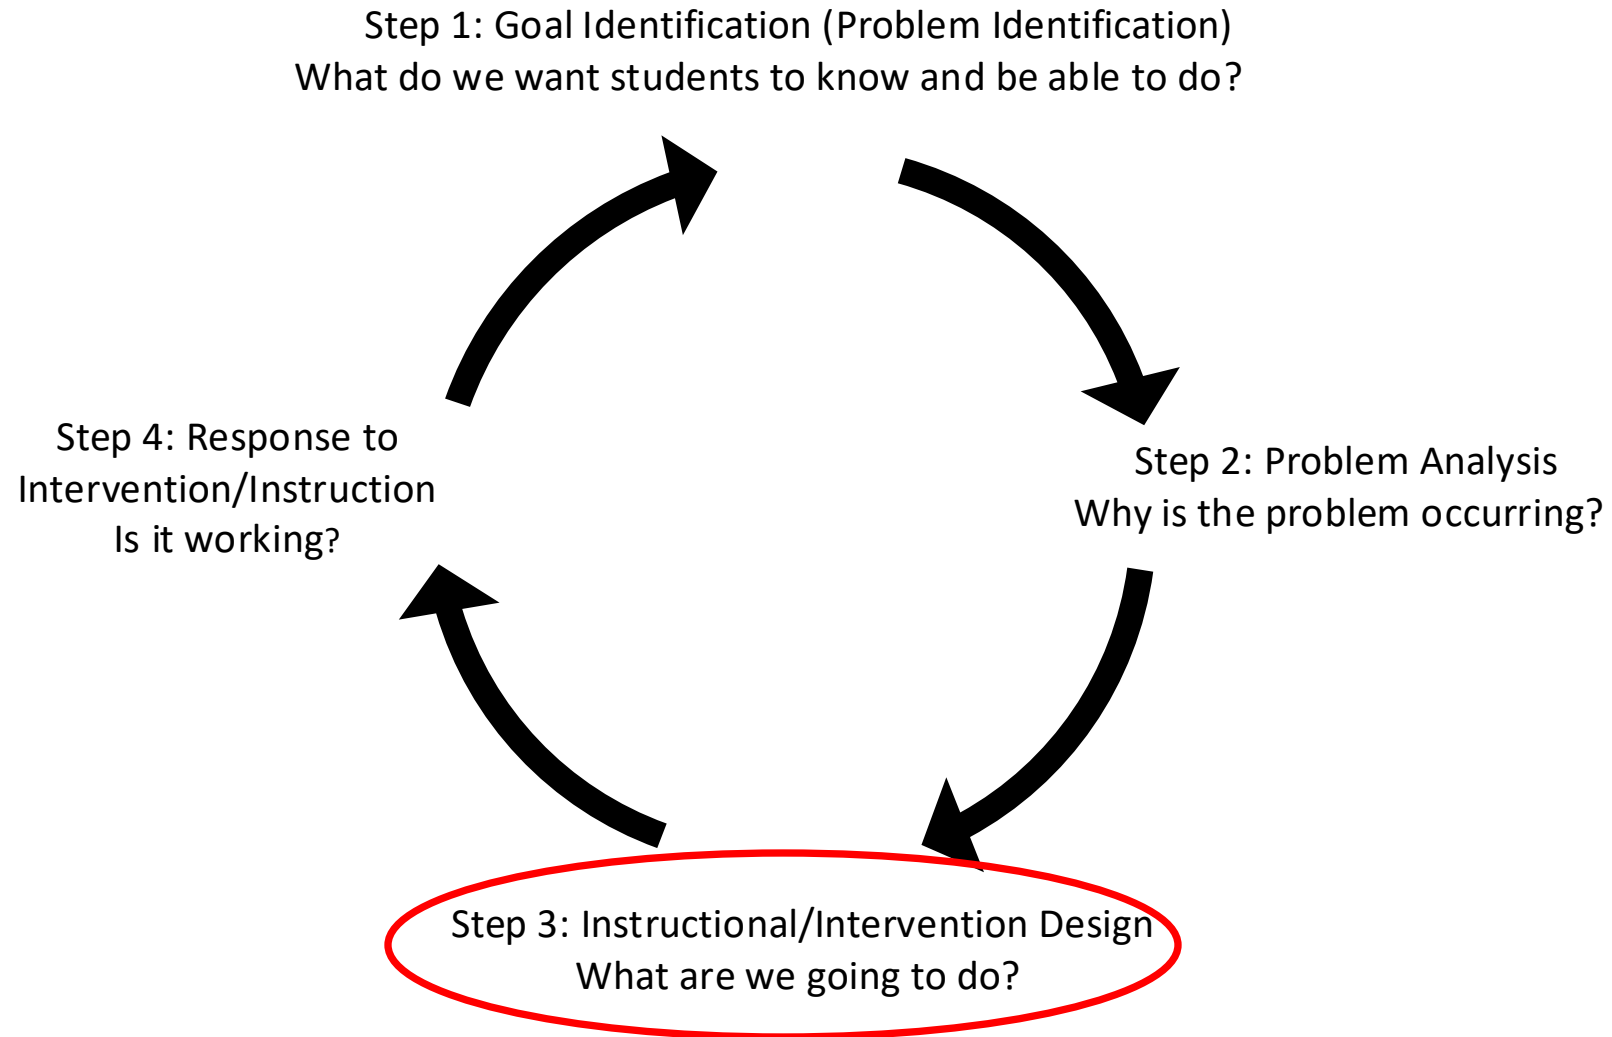 Step 1: Goal Identification (Problem Identification)
What do we want students to know and be able to do?
Step 2: Problem Analysis
Why is the problem occurring?
Step 3: Instructional/Intervention Design
What are we going to do?
Step 4: Response to
Intervention/Instruction
Is it working?